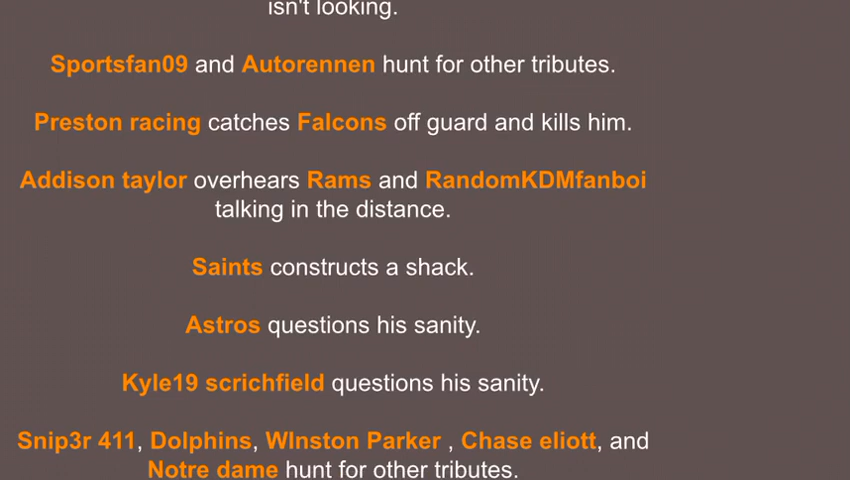 isn't looking.
Sportsfan09 and Autorennen hunt for other tributes.
Preston racing catches Falcons off guard and kills him.
Addison taylor overhears Rams and RandomKDMfanboi
talking in the distance.
Saints constructs a shack.
Astros questions his sanity.
Kyle19 scrichfield questions his sanity.
Snip3r 411, Dolphins, WInston Parker , Chase eliott, and
Notre dame hunt for other tributes.